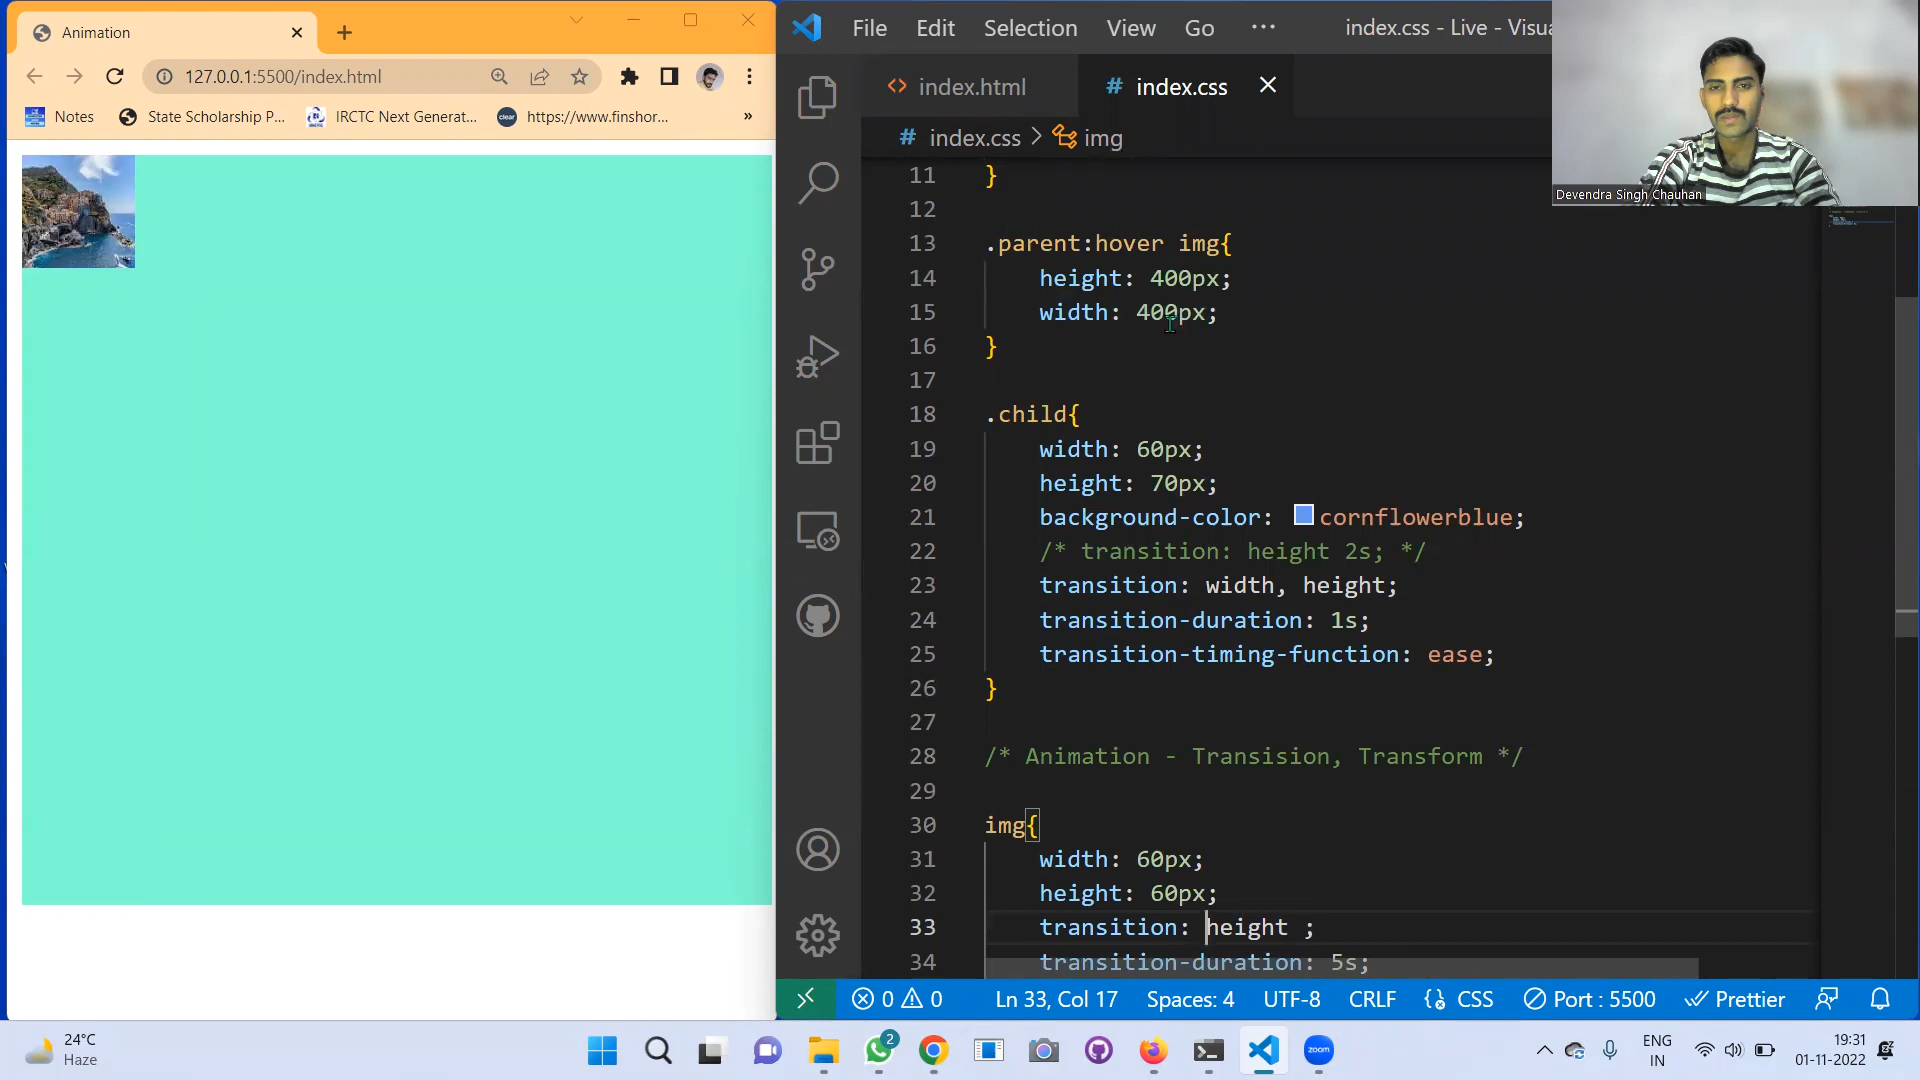 Animation
127.0.0.1:5500/index.html
Notes
State Scholarship P...
IRCTC Next Generat...
clear
https://www.finshor...
»
File Edit Selection View Go ···
index.css - Live - Visua
Devendra Singh Chauhan
index.html
# index.css
# index.css > img
11 }
12
13 .parent:hover img{
14 height: 400px;
15 width: 400px;
16 }
17
18 .child{
19 width: 60px;
20 height: 70px;
21 background-color: cornflowerblue;
22 /* transition: height 2s; */
23 transition: width, height;
24 transition-duration: 1s;
25 transition-timing-function: ease;
26 }
27
28 /* Animation - Transision, Transform */
29
30 img{
31 width: 60px;
32 height: 60px;
33 transition: height ;
34 transition-duration: 5s;
0 0 Ln 33, Col 17 Spaces: 4 UTF-8 CRLF CSS Port : 5500 Prettier
24°C
Haze
2
zoom
ENG
IN
19:31
01-11-2022